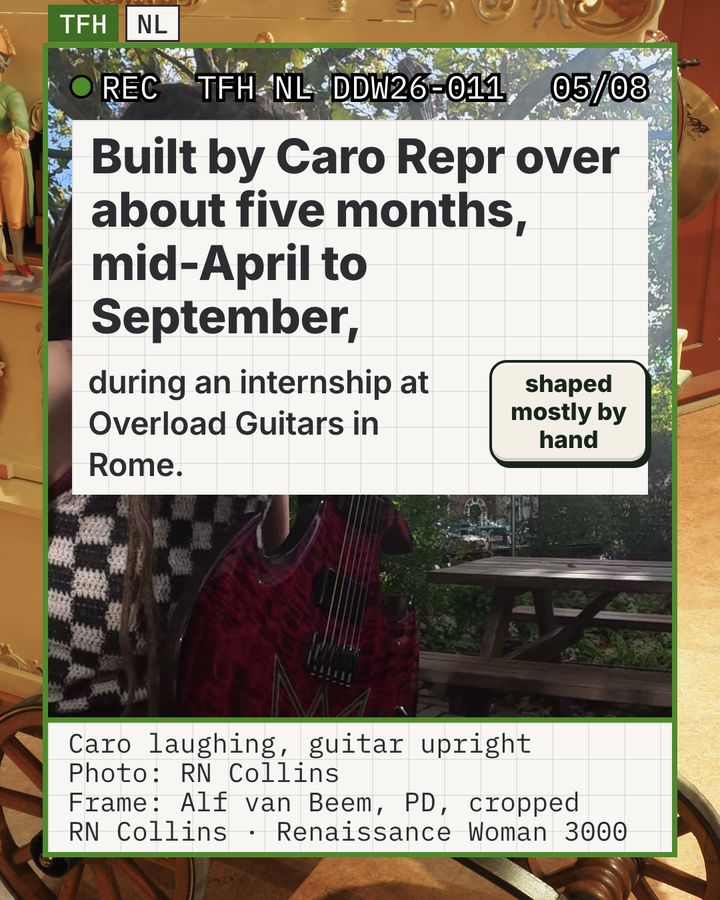 TFH NL
REC TFH NL DDW26-011 05/08
Built by Caro Repr over
about five months,
mid-April to
September,
during an internship at
Overload Guitars in
Rome.
shaped
mostly by
hand
Caro laughing, guitar upright
Photo: RN Collins
Frame: Alf van Beem, PD, cropped
RN Collins · Renaissance Woman 3000